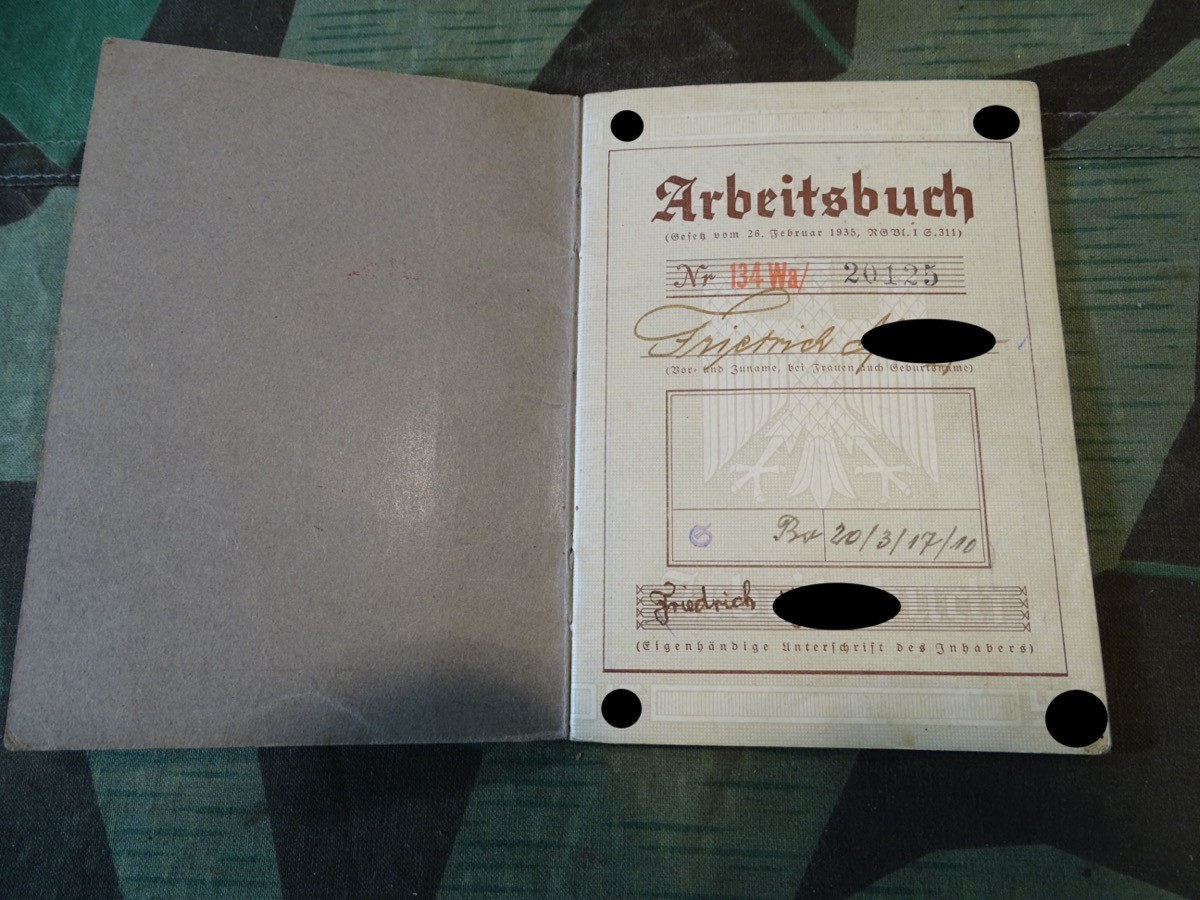 Arbeitsbuch
(Gesetz vom 26. Februar 1935, RGBl. I S.311)
Nr 134 Wa/ 20125
Friedrich
(Vor- und Zuname, bei Frauen auch Geburtsname)
20/3/17/10
Friedrich
(Eigenhändige Unterschrift des Inhabers)